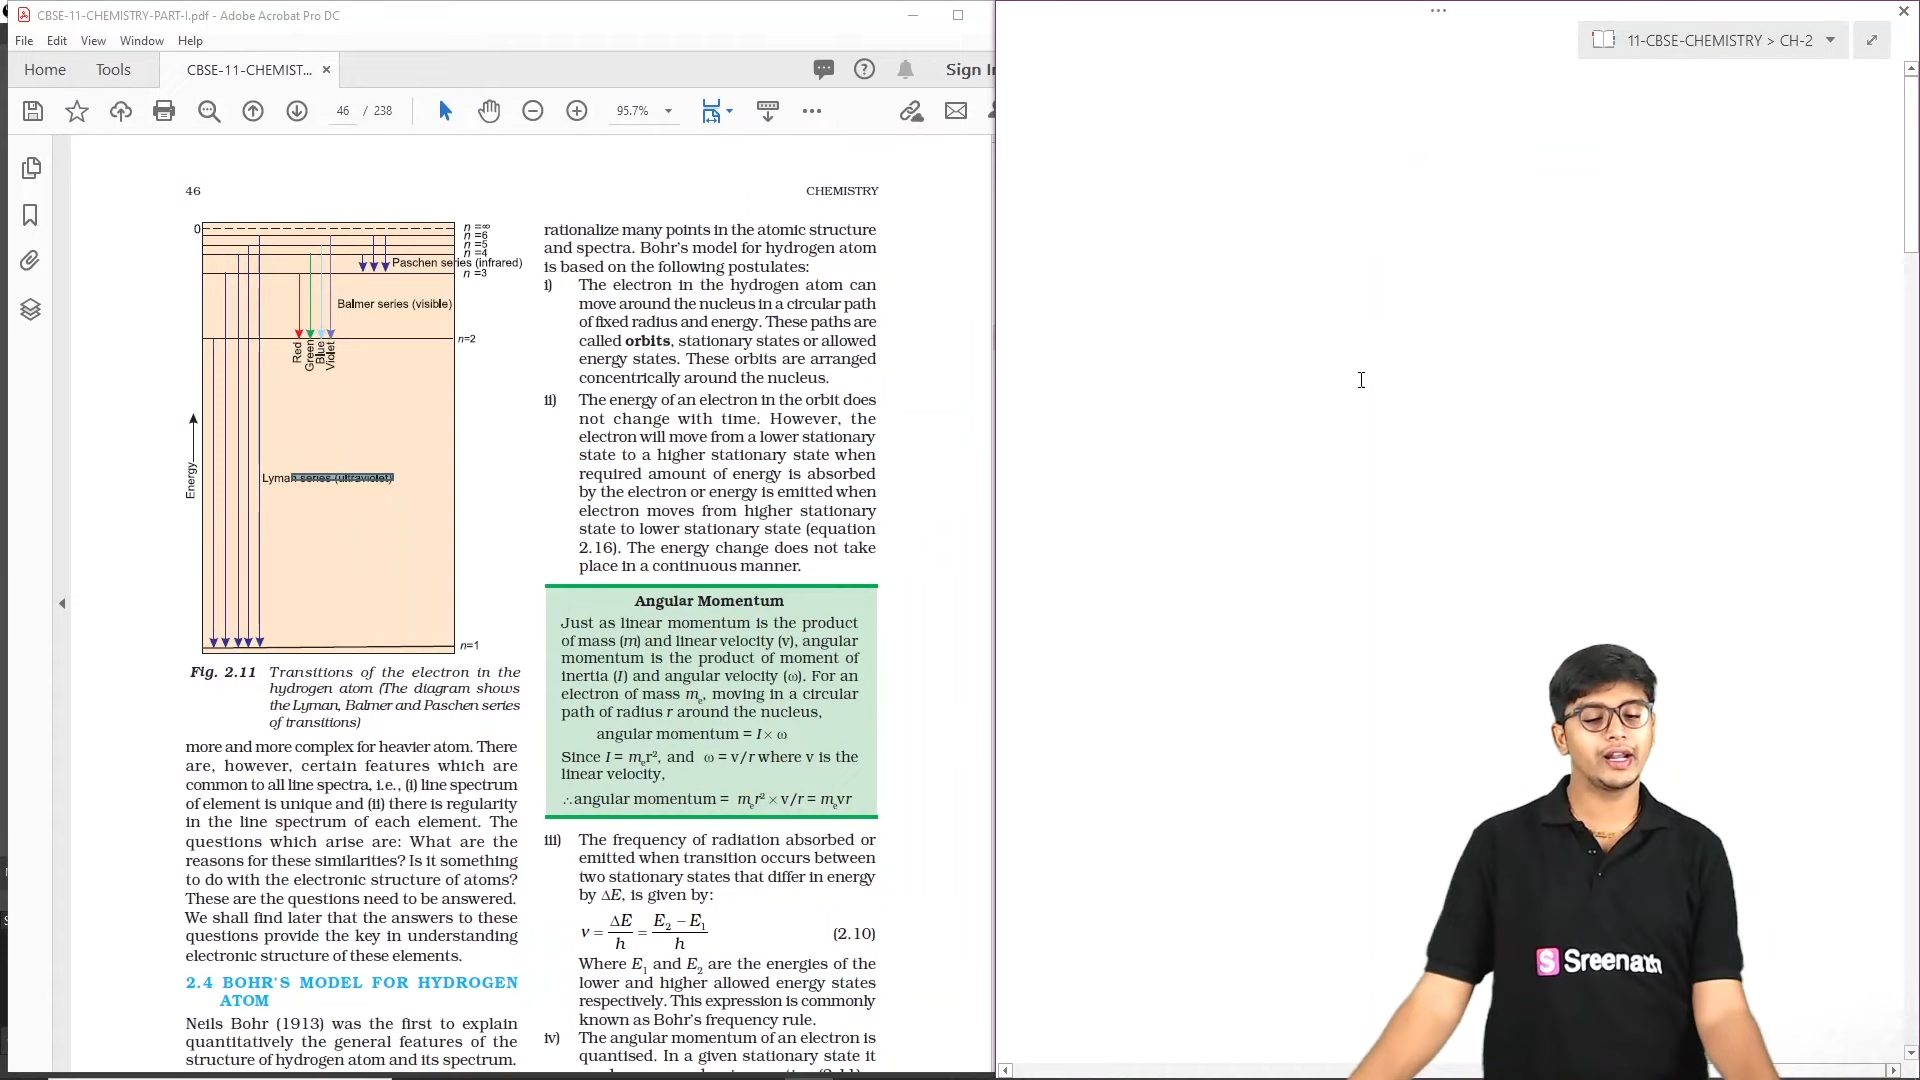 CBSE-11-CHEMISTRY-PART-I.pdf - Adobe Acrobat Pro DC
File Edit View Window Help
Home Tools CBSE-11-CHEMIST... Sign In
46 / 238 95.7%
11-CBSE-CHEMISTRY > CH-2
46
CHEMISTRY
0
n =∞
n =6
n =5
n =4
Paschen series (infrared)
n =3
Balmer series (visible)
n=2
Red
Green
Blue
Violet
Energy
Lyman series (ultraviolet)
n=1
Fig. 2.11 Transitions of the electron in the
hydrogen atom (The diagram shows
the Lyman, Balmer and Paschen series
of transitions)
more and more complex for heavier atom. There
are, however, certain features which are
common to all line spectra, i.e., (i) line spectrum
of element is unique and (ii) there is regularity
in the line spectrum of each element. The
questions which arise are: What are the
reasons for these similarities? Is it something
to do with the electronic structure of atoms?
These are the questions need to be answered.
We shall find later that the answers to these
questions provide the key in understanding
electronic structure of these elements.
2.4 BOHR'S MODEL FOR HYDROGEN
ATOM
Neils Bohr (1913) was the first to explain
quantitatively the general features of the
structure of hydrogen atom and its spectrum.
rationalize many points in the atomic structure
and spectra. Bohr's model for hydrogen atom
is based on the following postulates:
i) The electron in the hydrogen atom can
move around the nucleus in a circular path
of fixed radius and energy. These paths are
called orbits, stationary states or allowed
energy states. These orbits are arranged
concentrically around the nucleus.
ii) The energy of an electron in the orbit does
not change with time. However, the
electron will move from a lower stationary
state to a higher stationary state when
required amount of energy is absorbed
by the electron or energy is emitted when
electron moves from higher stationary
state to lower stationary state (equation
2.16). The energy change does not take
place in a continuous manner.
Angular Momentum
Just as linear momentum is the product
of mass (m) and linear velocity (v), angular
momentum is the product of moment of
inertia (I) and angular velocity (ω). For an
electron of mass mₑ, moving in a circular
path of radius r around the nucleus,
angular momentum = I × ω
Since I = mₑr², and ω = v/r where v is the
linear velocity,
∴angular momentum = mₑr² × v/r = mₑvr
iii) The frequency of radiation absorbed or
emitted when transition occurs between
two stationary states that differ in energy
by ΔE, is given by:
ν = ΔE/h = (E₂ − E₁)/h (2.10)
Where E₁ and E₂ are the energies of the
lower and higher allowed energy states
respectively. This expression is commonly
known as Bohr's frequency rule.
iv) The angular momentum of an electron is
quantised. In a given stationary state it
S Sreenath